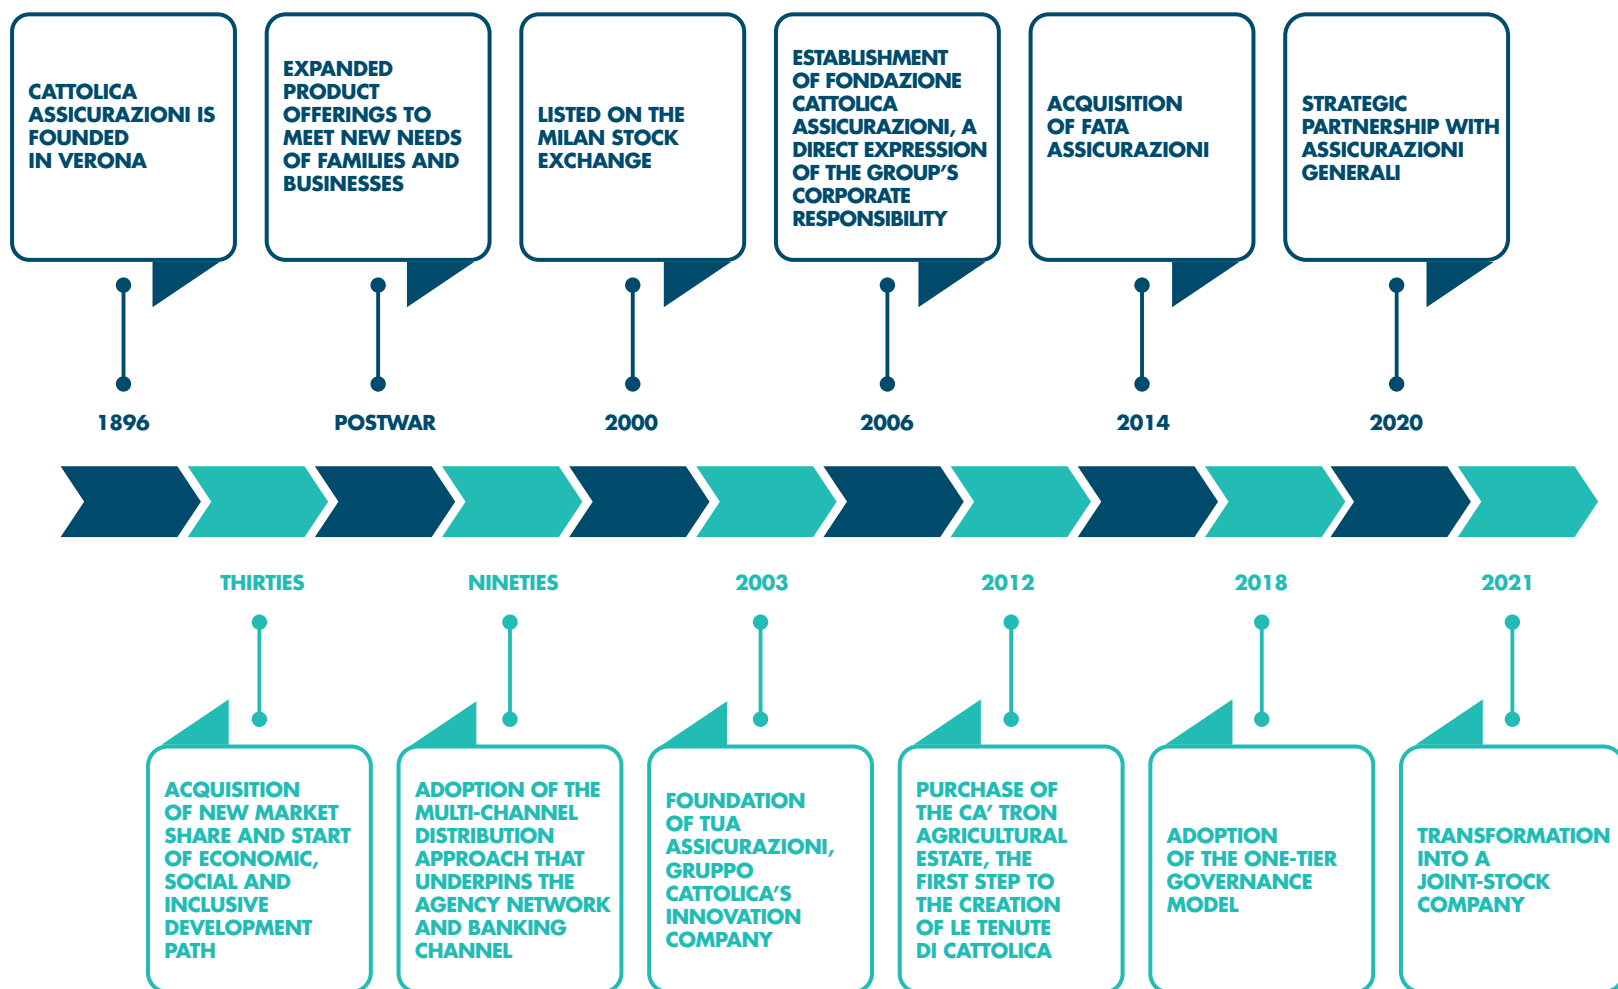 CATTOLICA
ASSICURAZIONI IS
FOUNDED
IN VERONA
EXPANDED
PRODUCT
OFFERINGS TO
MEET NEW NEEDS
OF FAMILIES AND
BUSINESSES
LISTED ON THE
MILAN STOCK
EXCHANGE
ESTABLISHMENT
OF FONDAZIONE
CATTOLICA
ASSICURAZIONI, A
DIRECT EXPRESSION
OF THE GROUP'S
CORPORATE
RESPONSIBILITY
ACQUISITION
OF FATA
ASSICURAZIONI
STRATEGIC
PARTNERSHIP WITH
ASSICURAZIONI
GENERALI
1896
POSTWAR
2000
2006
2014
2020
THIRTIES
NINETIES
2003
2012
2018
2021
ACQUISITION
OF NEW MARKET
SHARE AND START
OF ECONOMIC,
SOCIAL AND
INCLUSIVE
DEVELOPMENT
PATH
ADOPTION OF THE
MULTI-CHANNEL
DISTRIBUTION
APPROACH THAT
UNDERPINS THE
AGENCY NETWORK
AND BANKING
CHANNEL
FOUNDATION
OF TUA
ASSICURAZIONI,
GRUPPO
CATTOLICA'S
INNOVATION
COMPANY
PURCHASE OF
THE CA' TRON
AGRICULTURAL
ESTATE, THE
FIRST STEP TO
THE CREATION
OF LE TENUTE
DI CATTOLICA
ADOPTION
OF THE ONE-TIER
GOVERNANCE
MODEL
TRANSFORMATION
INTO A
JOINT-STOCK
COMPANY